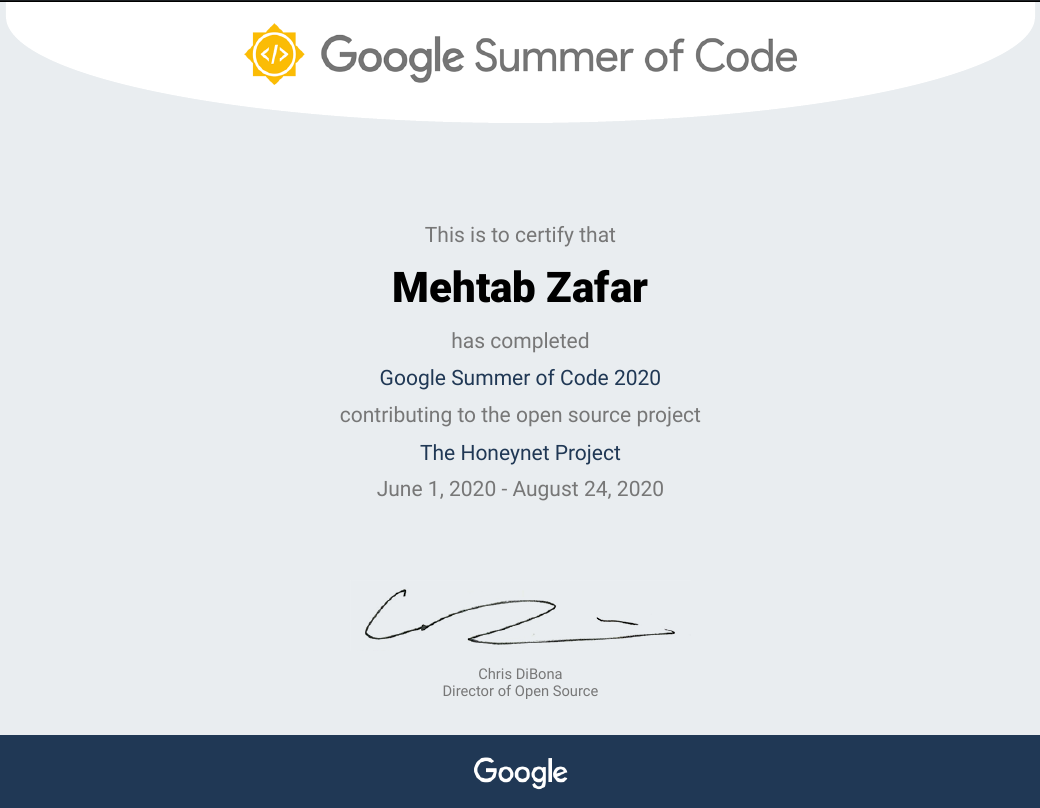 </> Google Summer of Code
This is to certify that
Mehtab Zafar
has completed
Google Summer of Code 2020
contributing to the open source project
The Honeynet Project
June 1, 2020 - August 24, 2020
Chris DiBona
Director of Open Source
Google